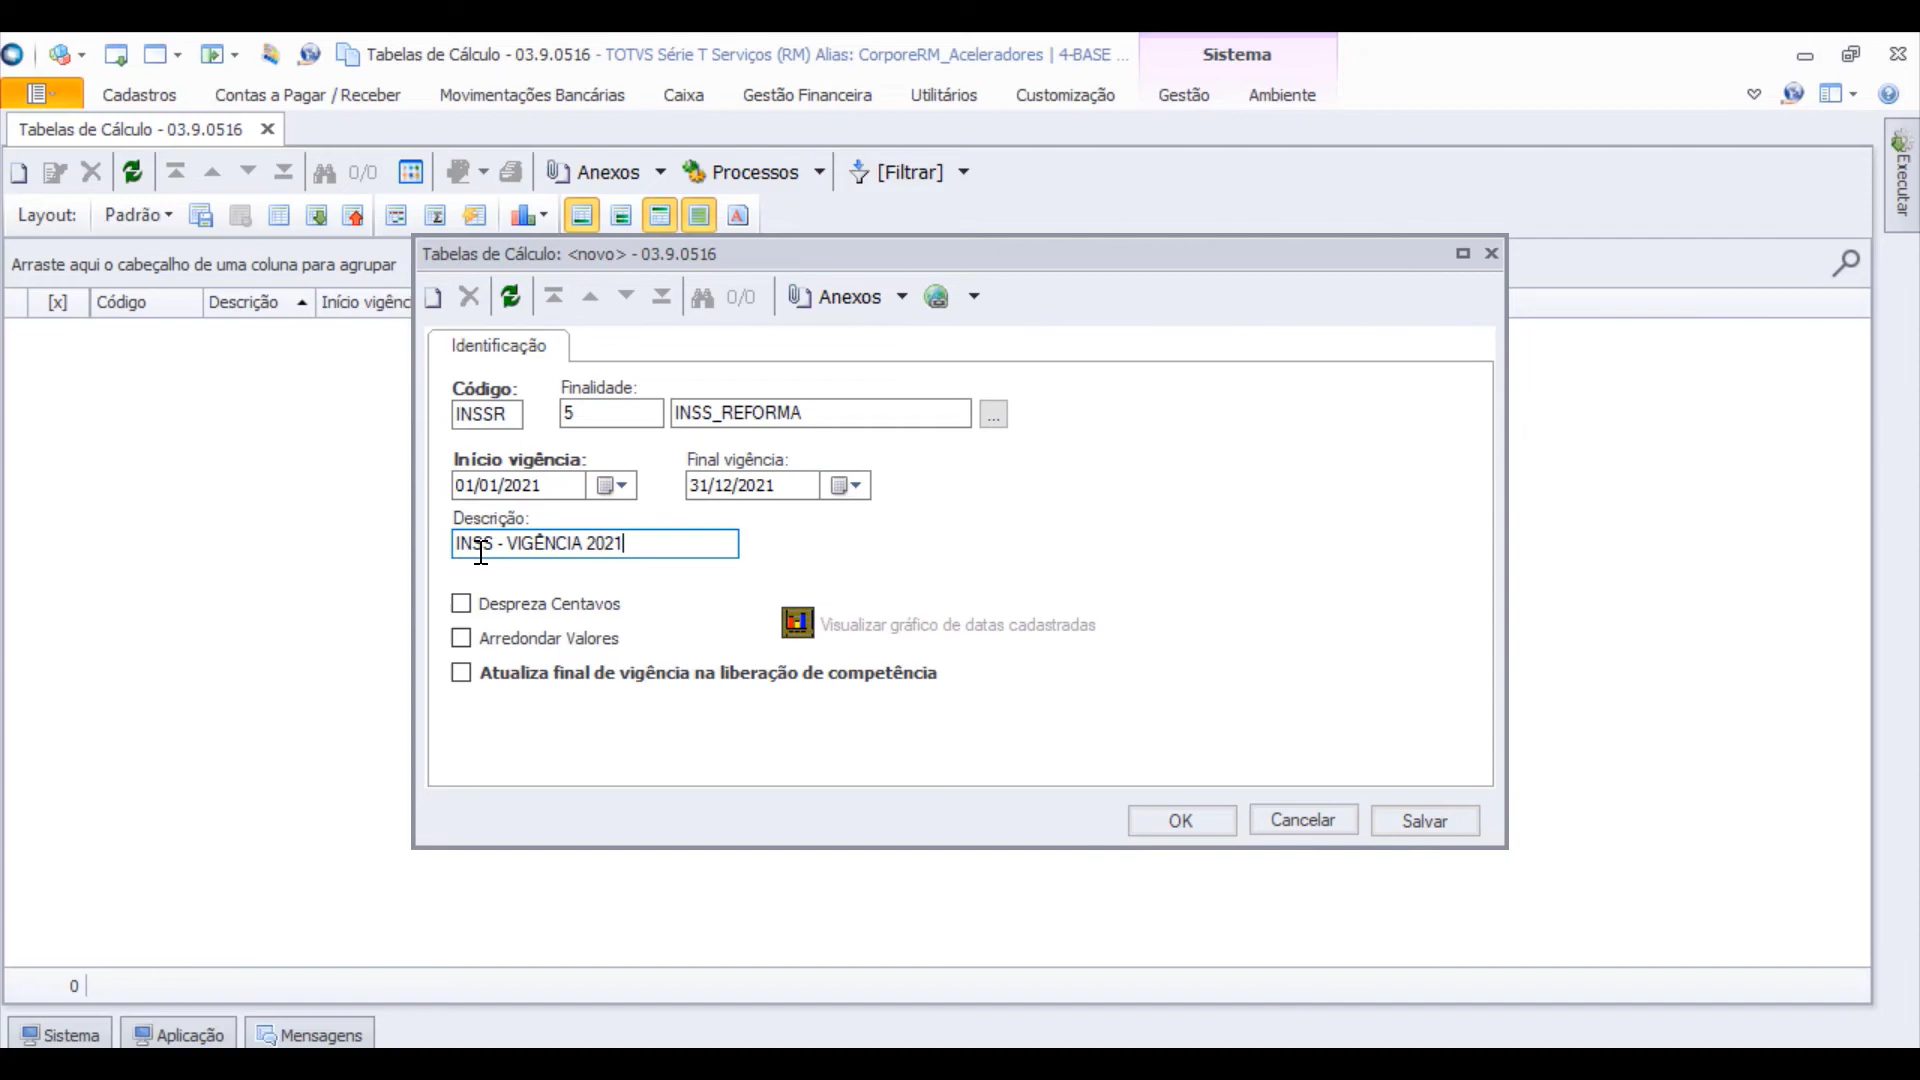 Tabelas de Cálculo - 03.9.0516 - TOTVS Série T Serviços (RM) Alias: CorporeRM_Aceleradores | 4-BASE ...
Sistema
Cadastros Contas a Pagar / Receber Movimentações Bancárias Caixa Gestão Financeira Utilitários Customização Gestão Ambiente
Tabelas de Cálculo - 03.9.0516
0/0 Anexos Processos [Filtrar]
Executar
Layout: Padrão
Arraste aqui o cabeçalho de uma coluna para agrupar
[x] Código Descrição Início vigênc
Tabelas de Cálculo: <novo> - 03.9.0516
0/0 Anexos
Identificação
Código: Finalidade:
INSSR 5 INSS_REFORMA ...
Início vigência: Final vigência:
01/01/2021 31/12/2021
Descrição:
INSS - VIGÊNCIA 2021
Despreza Centavos
Visualizar gráfico de datas cadastradas
Arredondar Valores
Atualiza final de vigência na liberação de competência
OK Cancelar Salvar
0
Sistema Aplicação Mensagens